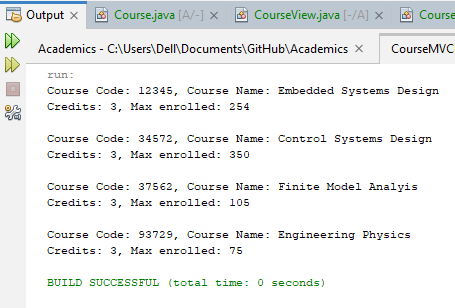 Output Course.java [A/-] CourseView.java [-/A] Course
Academics - C:\Users\Dell\Documents\GitHub\Academics CourseMVC
run:
Course Code: 12345, Course Name: Embedded Systems Design
Credits: 3, Max enrolled: 254
Course Code: 34572, Course Name: Control Systems Design
Credits: 3, Max enrolled: 350
Course Code: 37562, Course Name: Finite Model Analyis
Credits: 3, Max enrolled: 105
Course Code: 93729, Course Name: Engineering Physics
Credits: 3, Max enrolled: 75
BUILD SUCCESSFUL (total time: 0 seconds)